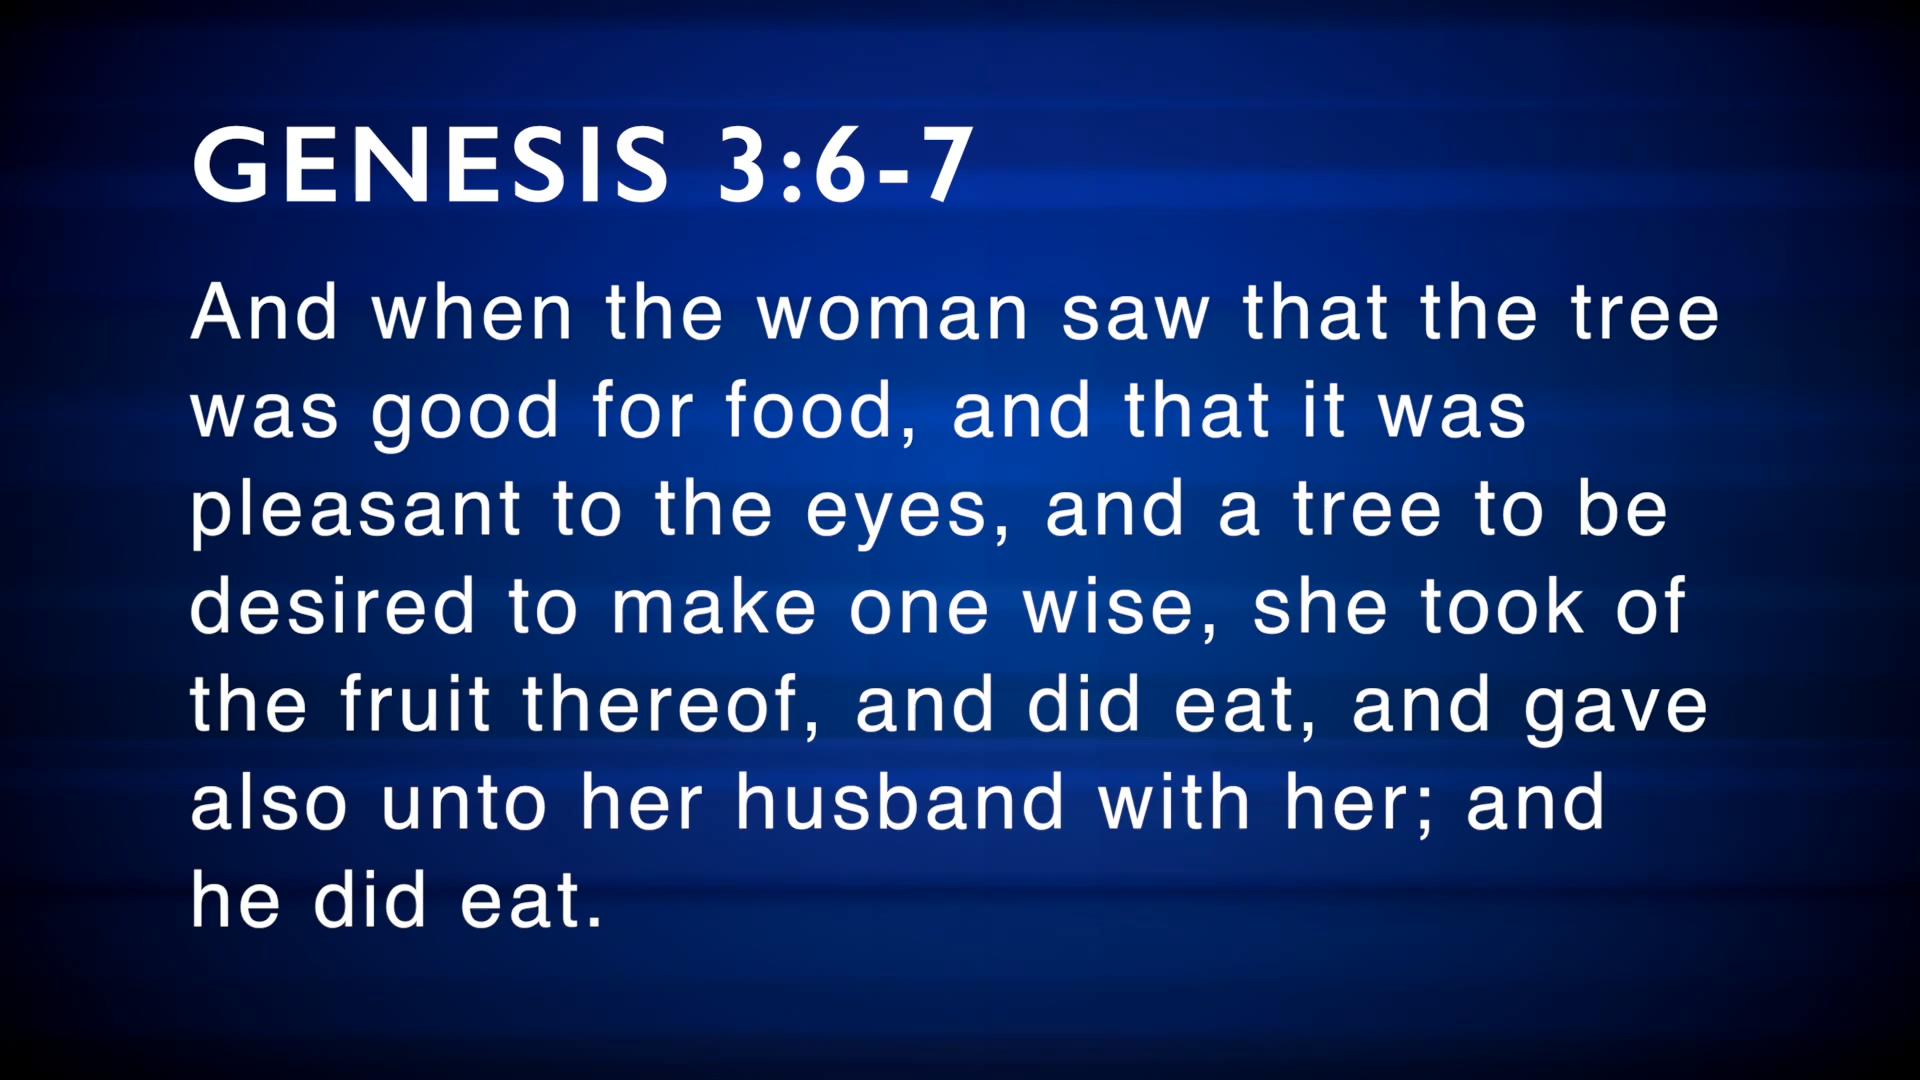 GENESIS 3:6-7
And when the woman saw that the tree
was good for food, and that it was
pleasant to the eyes, and a tree to be
desired to make one wise, she took of
the fruit thereof, and did eat, and gave
also unto her husband with her; and
he did eat.